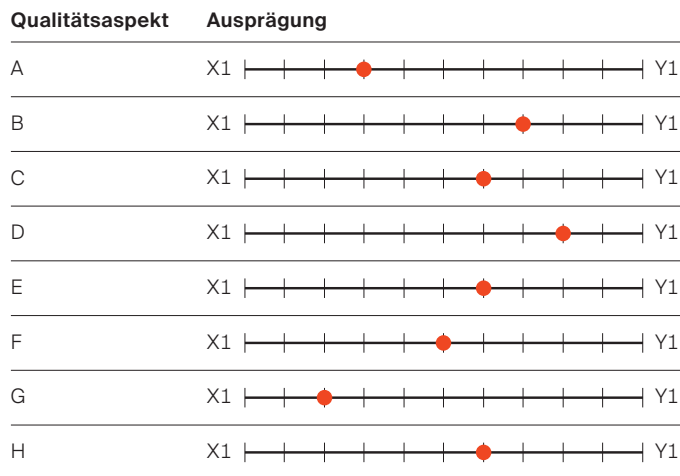 Qualitätsaspekt Ausprägung
A X1 Y1
B X1 Y1
C X1 Y1
D X1 Y1
E X1 Y1
F X1 Y1
G X1 Y1
H X1 Y1